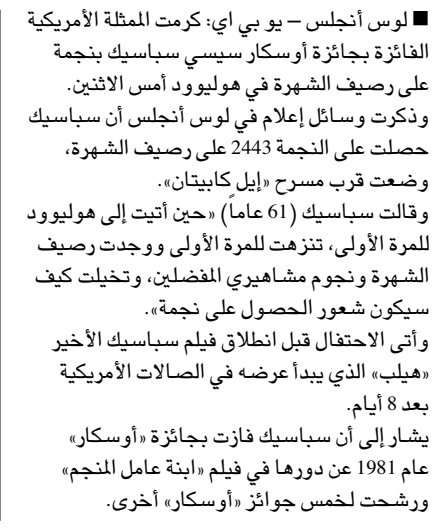 ■ لوس أنجلس – يو بي اي: كرمت الممثلة الأمريكية
الفائزة بجائزة أوسكار سيسي سباسيك بنجمة
على رصيف الشهرة في هوليوود أمس الاثنين.
وذكرت وسائل إعلام في لوس أنجلس أن سباسيك
حصلت على النجمة 2443 على رصيف الشهرة،
وضعت قرب مسرح «إيل كابيتان».
وقالت سباسيك (61 عاماً) «حين أتيت إلى هوليوود
للمرة الأولى، تنزهت للمرة الأولى ووجدت رصيف
الشهرة ونجوم مشاهيري المفضلين، وتخيلت كيف
سيكون شعور الحصول على نجمة».
وأتى الاحتفال قبل انطلاق فيلم سباسيك الأخير
«هيلب» الذي يبدأ عرضه في الصالات الأمريكية
بعد 8 أيام.
يشار إلى أن سباسيك فازت بجائزة «أوسكار»
عام 1981 عن دورها في فيلم «ابنة عامل المنجم»
ورشحت لخمس جوائز «أوسكار» أخرى.